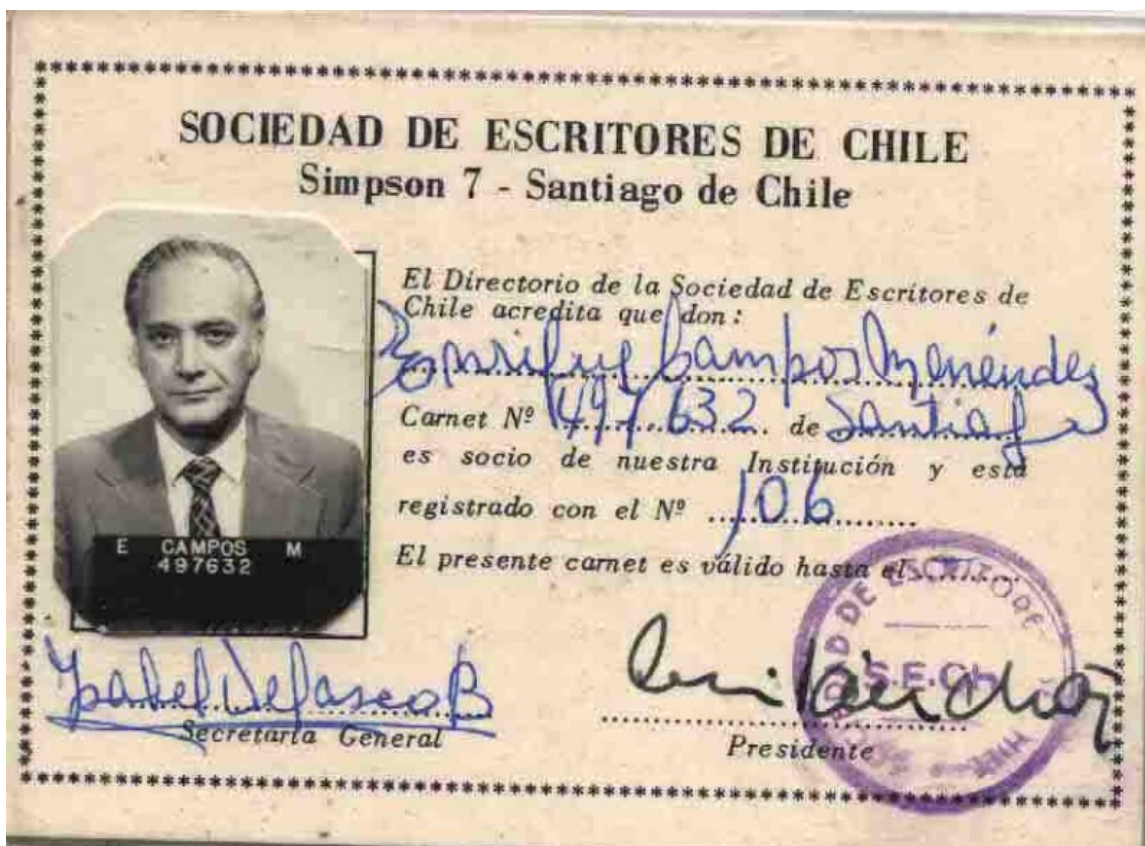 SOCIEDAD DE ESCRITORES DE CHILE
Simpson 7 - Santiago de Chile
El Directorio de la Sociedad de Escritores de
Chile acredita que don:
Enrique Campos Menéndez
Carnet Nº 497.632 de Santiago
es socio de nuestra Institución y está
registrado con el Nº 106
El presente carnet es válido hasta el
E CAMPOS M
497632
Ysabel Velasco B
Secretaria General
Presidente
S.E.CH.